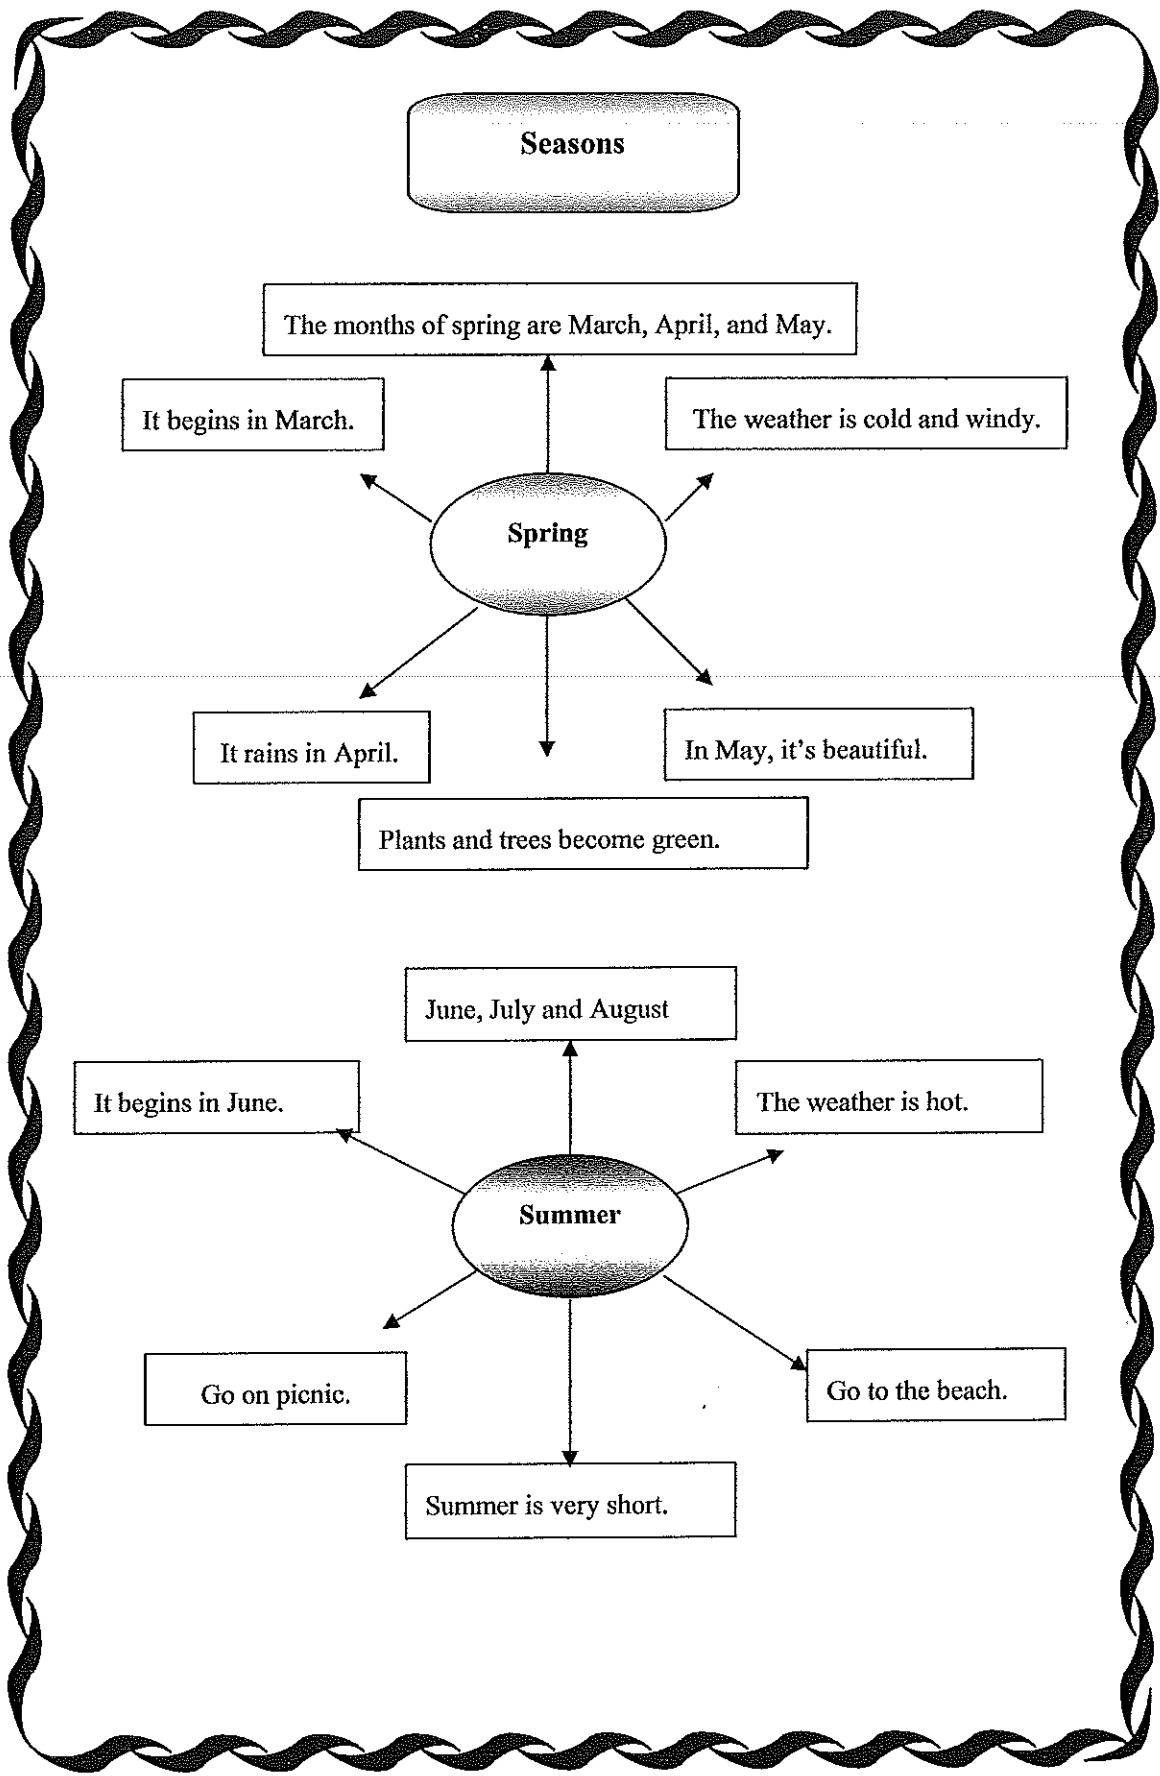 Seasons
The months of spring are March, April, and May.
It begins in March.
The weather is cold and windy.
Spring
It rains in April.
In May, it's beautiful.
Plants and trees become green.
June, July and August
It begins in June.
The weather is hot.
Summer
Go on picnic.
Go to the beach.
Summer is very short.